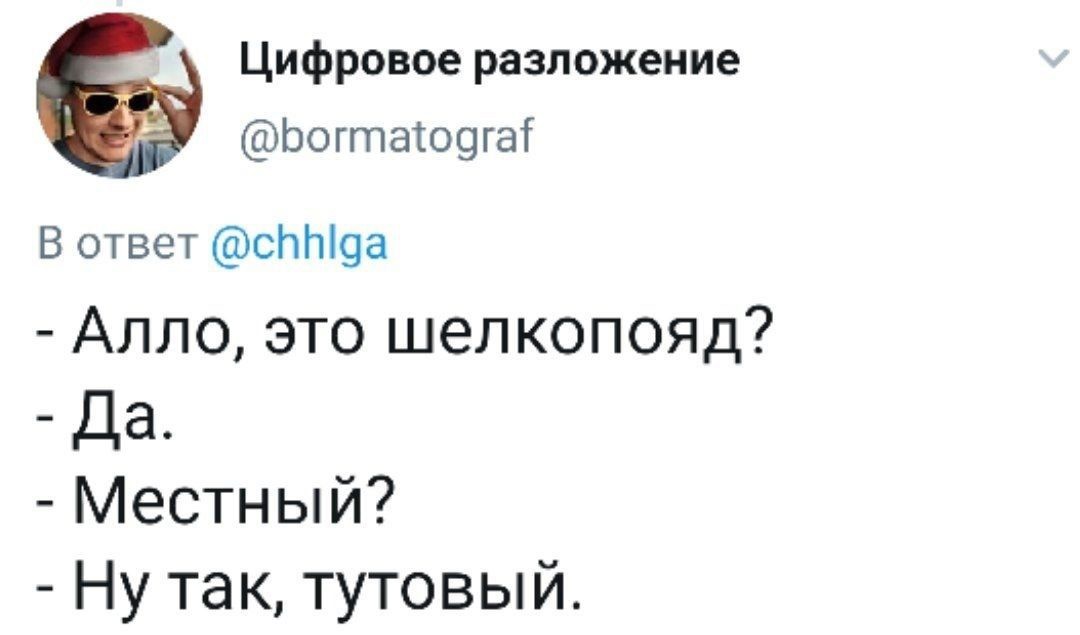 Цифровое разложение
@bormatograf
В ответ @chhlga
- Алло, это шелкопояд?
- Да.
- Местный?
- Ну так, тутовый.